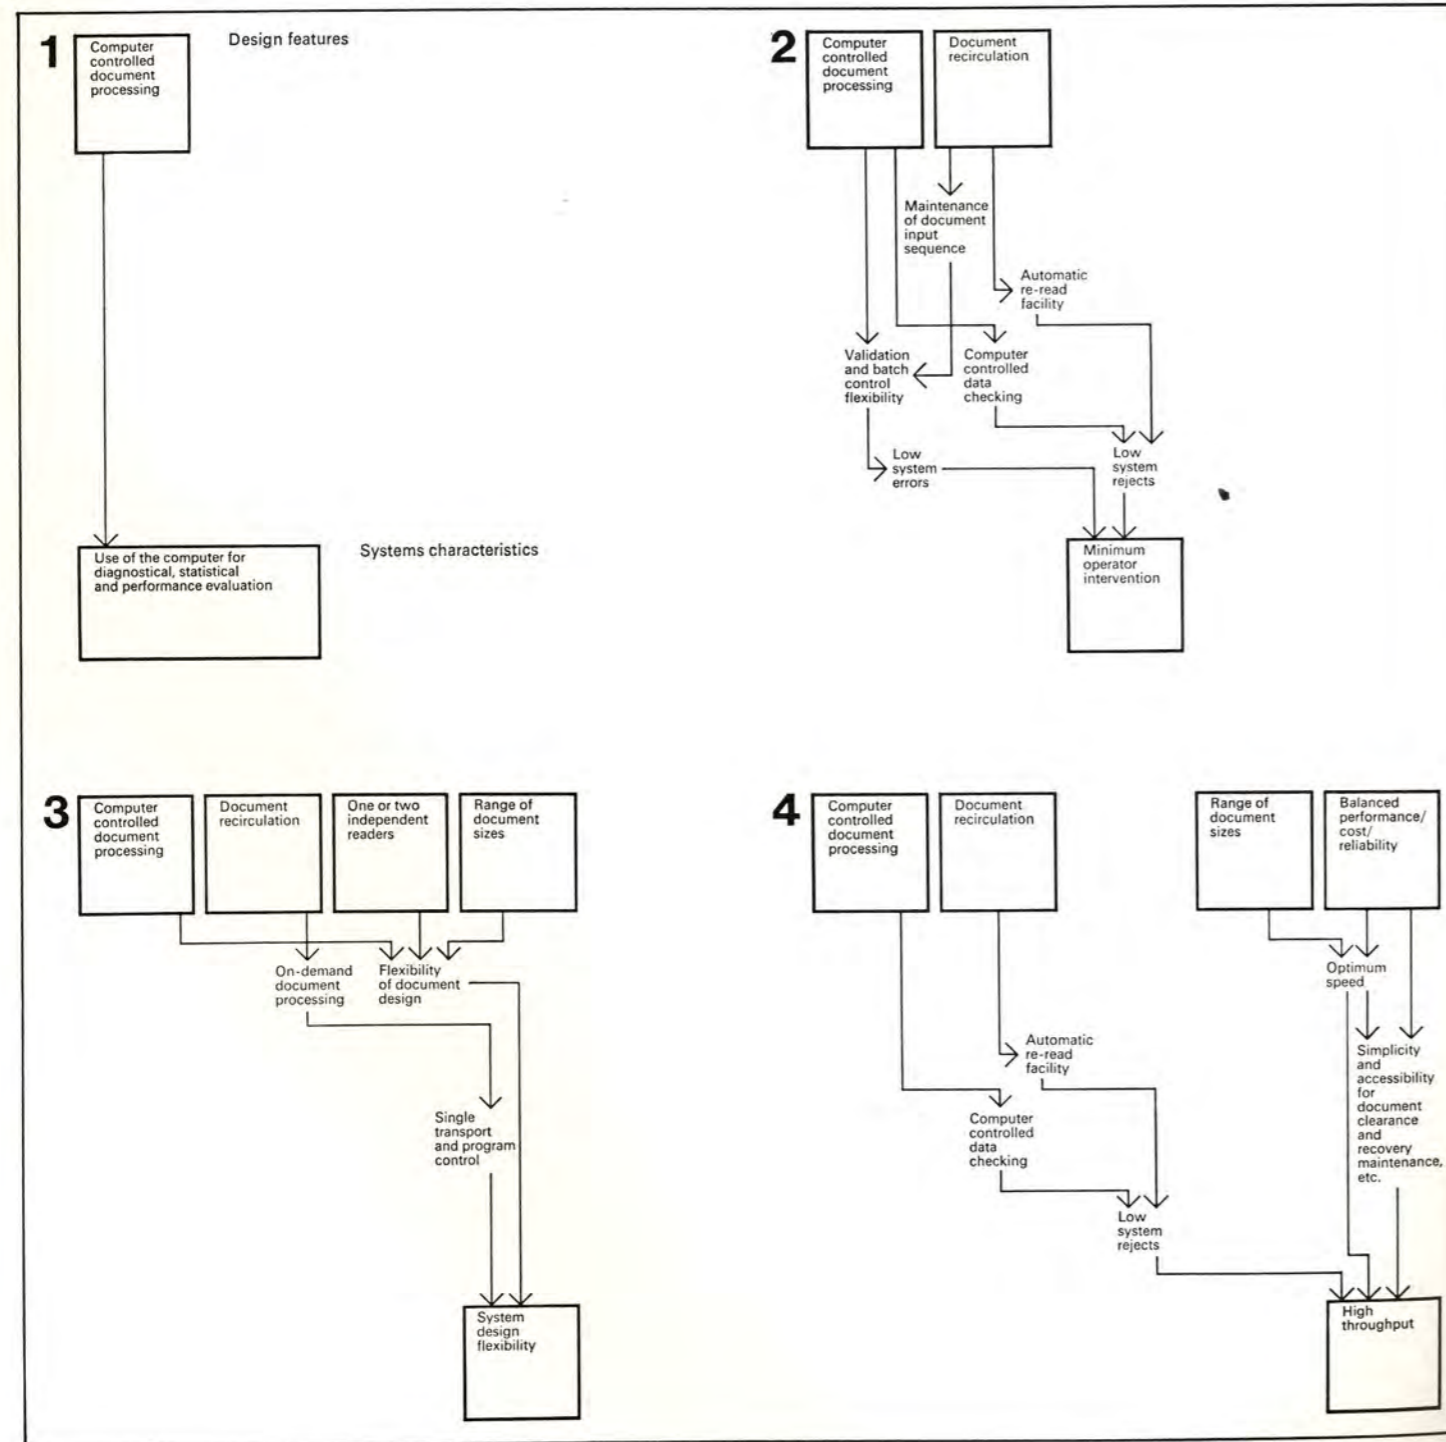 1
Computer
controlled
document
processing
Design features
Use of the computer for
diagnostical, statistical
and performance evaluation
Systems characteristics
2
Computer
controlled
document
processing
Document
recirculation
Maintenance
of document
input
sequence
Automatic
re-read
facility
Validation
and batch
control
flexibility
Computer
controlled
data
checking
Low
system
errors
Low
system
rejects
Minimum
operator
intervention
3
Computer
controlled
document
processing
Document
recirculation
One or two
independent
readers
Range of
document
sizes
On-demand
document
processing
Flexibility
of document
design
Single
transport
and program
control
System
design
flexibility
4
Computer
controlled
document
processing
Document
recirculation
Range of
document
sizes
Balanced
performance/
cost/
reliability
Optimum
speed
Automatic
re-read
facility
Simplicity
and
accessibility
for
document
clearance
and
recovery
maintenance,
etc.
Computer
controlled
data
checking
Low
system
rejects
High
throughput